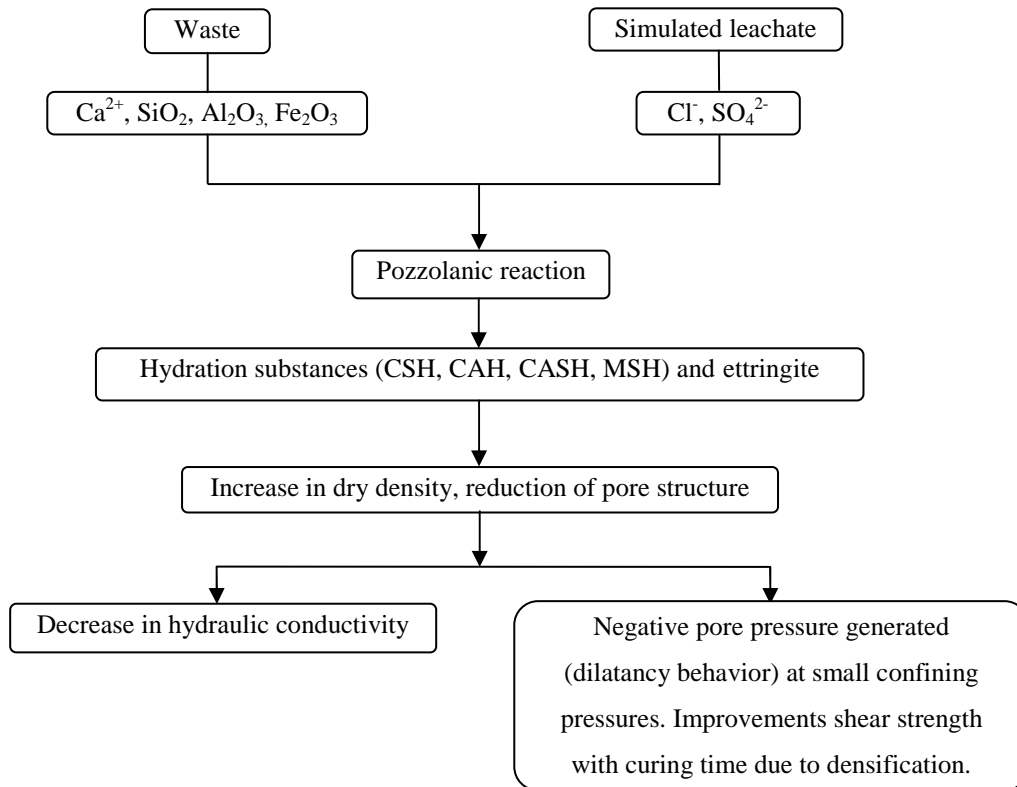 Waste
Simulated leachate
Ca²⁺, SiO₂, Al₂O₃, Fe₂O₃
Cl⁻, SO₄²⁻
Pozzolanic reaction
Hydration substances (CSH, CAH, CASH, MSH) and ettringite
Increase in dry density, reduction of pore structure
Decrease in hydraulic conductivity
Negative pore pressure generated
(dilatancy behavior) at small confining
pressures. Improvements shear strength
with curing time due to densification.